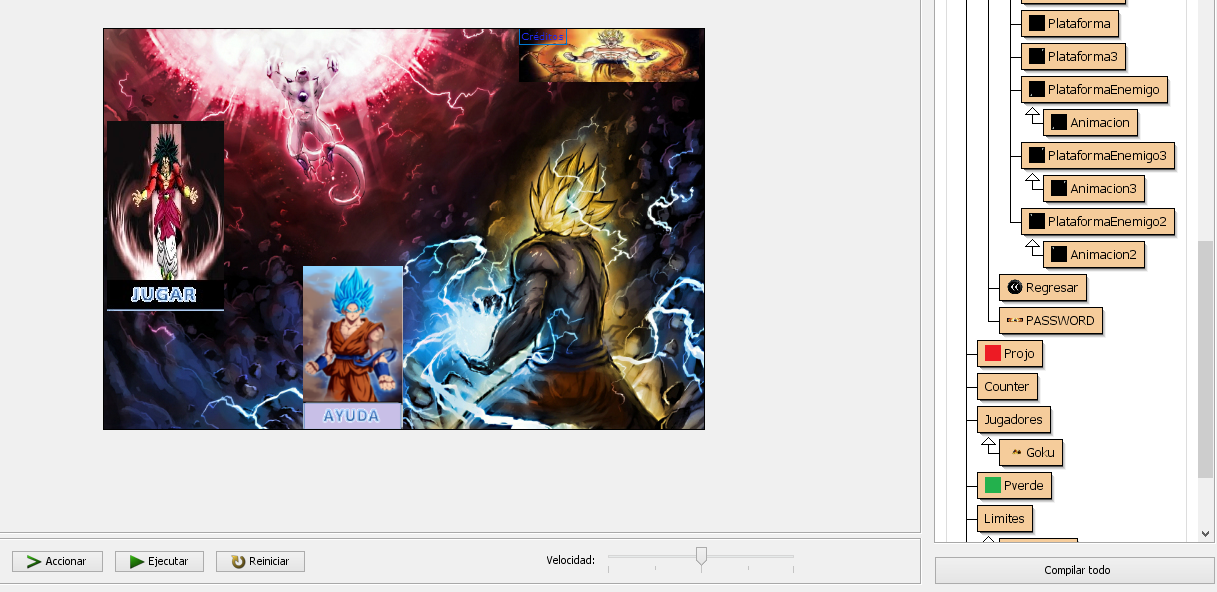 Créditos
JUGAR
AYUDA
Plataforma
Plataforma3
PlataformaEnemigo
Animacion
PlataformaEnemigo3
Animacion3
PlataformaEnemigo2
Animacion2
Regresar
PASSWORD
Projo
Counter
Jugadores
Goku
Pverde
Limites
Accionar
Ejecutar
Reiniciar
Velocidad:
Compilar todo